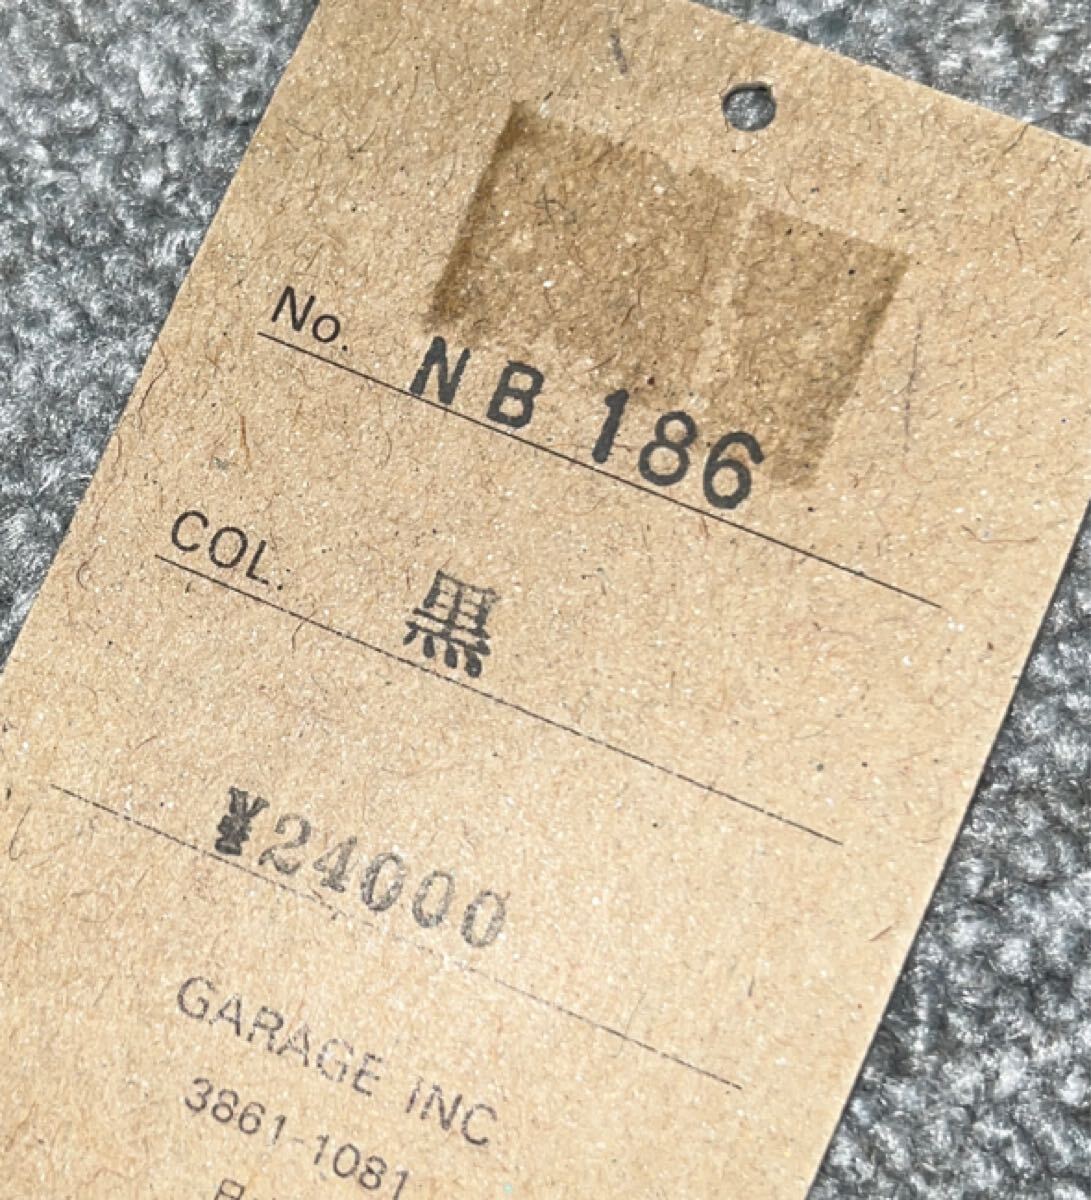 No. NB 186
COL. 黒
¥24000
GARAGE INC
3861-1081